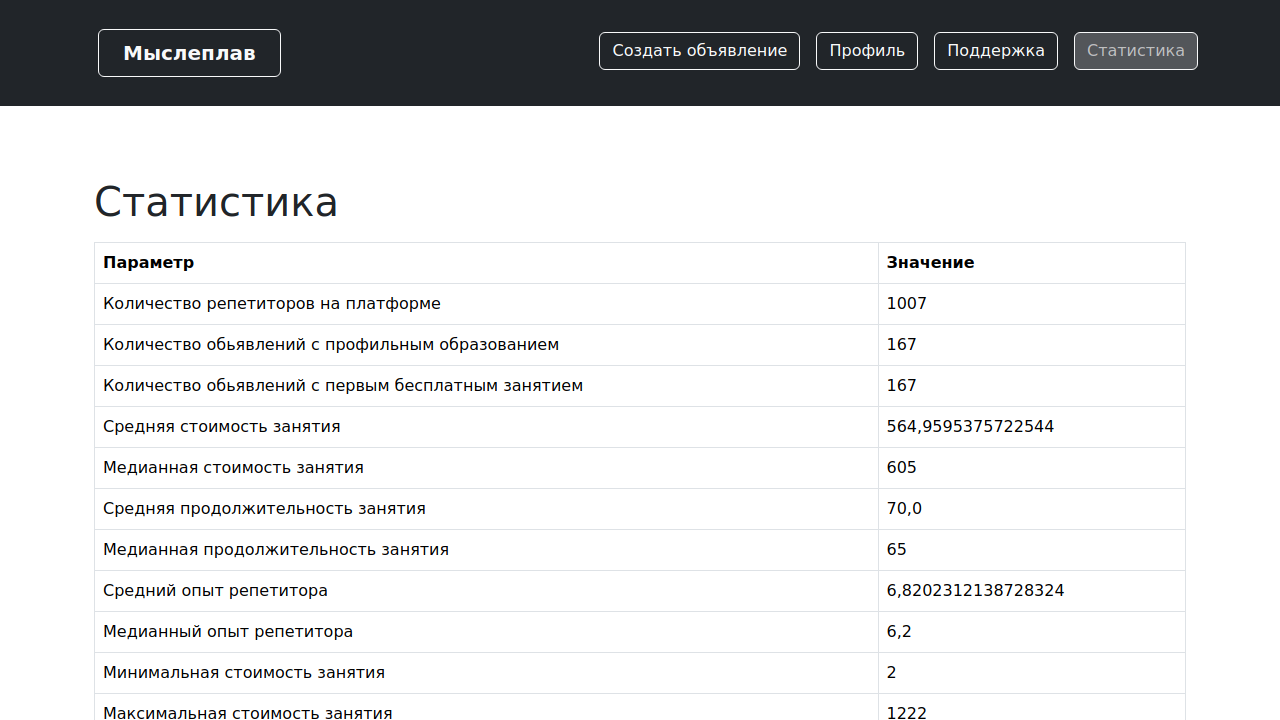 Мыслеплав
Создать объявление
Профиль
Поддержка
Статистика
Статистика
Параметр Значение
Количество репетиторов на платформе 1007
Количество обьявлений с профильным образованием 167
Количество обьявлений с первым бесплатным занятием 167
Средняя стоимость занятия 564,9595375722544
Медианная стоимость занятия 605
Средняя продолжительность занятия 70,0
Медианная продолжительность занятия 65
Средний опыт репетитора 6,8202312138728324
Медианный опыт репетитора 6,2
Минимальная стоимость занятия 2
Максимальная стоимость занятия 1222